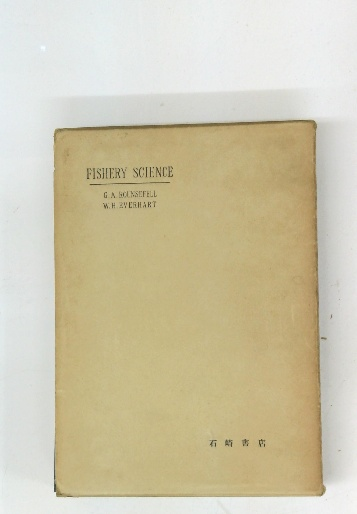 FISHERY SCIENCE
G. A. ROUNSEFELL
W. H. EVERHART
石崎書店